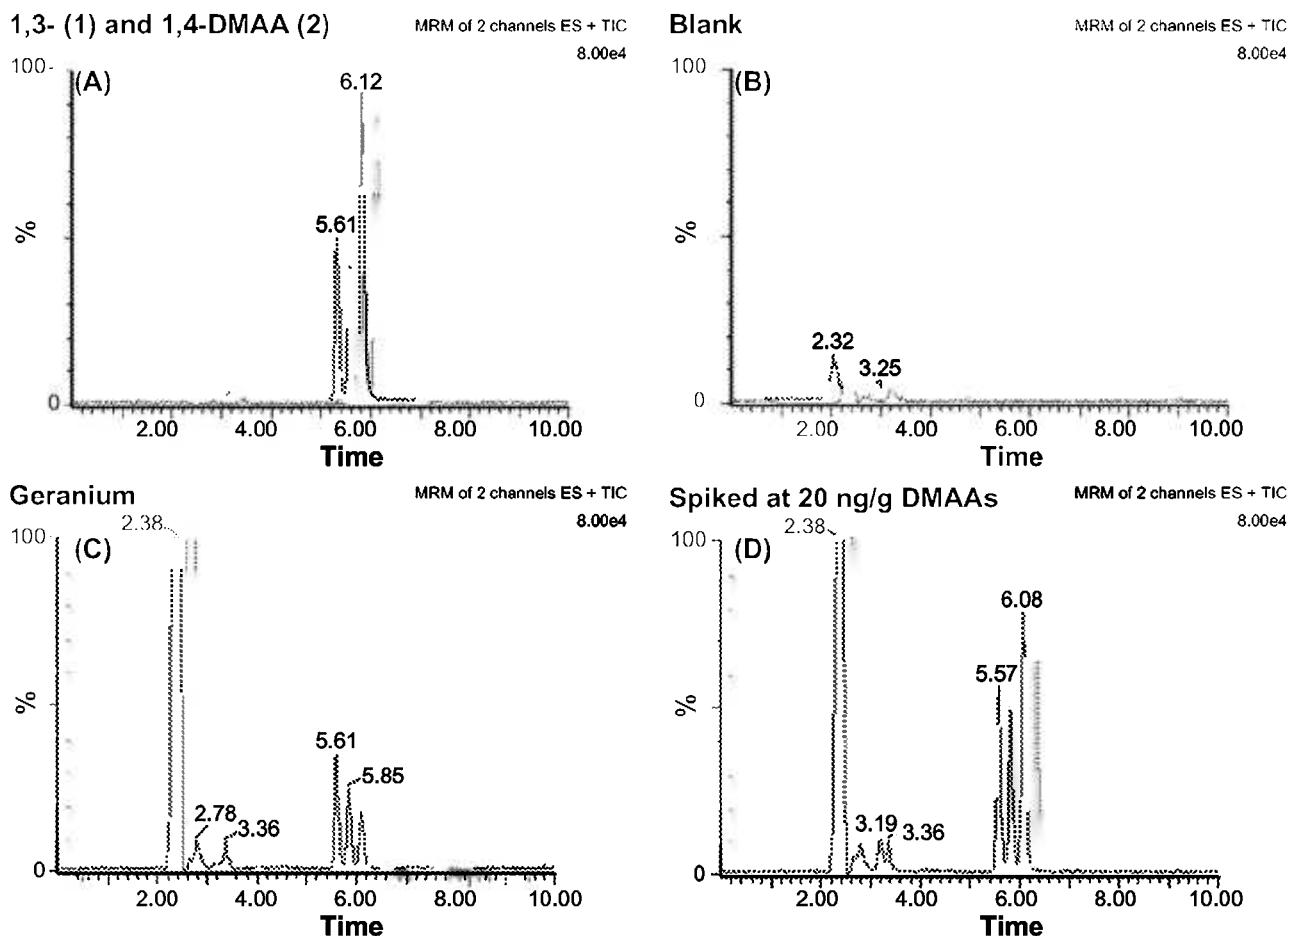 1,3- (1) and 1,4-DMAA (2)
MRM of 2 channels ES + TIC
8.00e4
100
(A)
6.12
5.61
%
0
2.00 4.00 6.00 8.00 10.00
Time
Blank
MRM of 2 channels ES + TIC
8.00e4
100
(B)
%
2.32
3.25
0
2.00 4.00 6.00 8.00 10.00
Time
Geranium
MRM of 2 channels ES + TIC
8.00e4
2.38
100
(C)
%
5.61
5.85
2.78
3.36
0
2.00 4.00 6.00 8.00 10.00
Time
Spiked at 20 ng/g DMAAs
MRM of 2 channels ES + TIC
8.00e4
2.38
100
(D)
6.08
5.57
%
3.19
3.36
0
2.00 4.00 6.00 8.00 10.00
Time